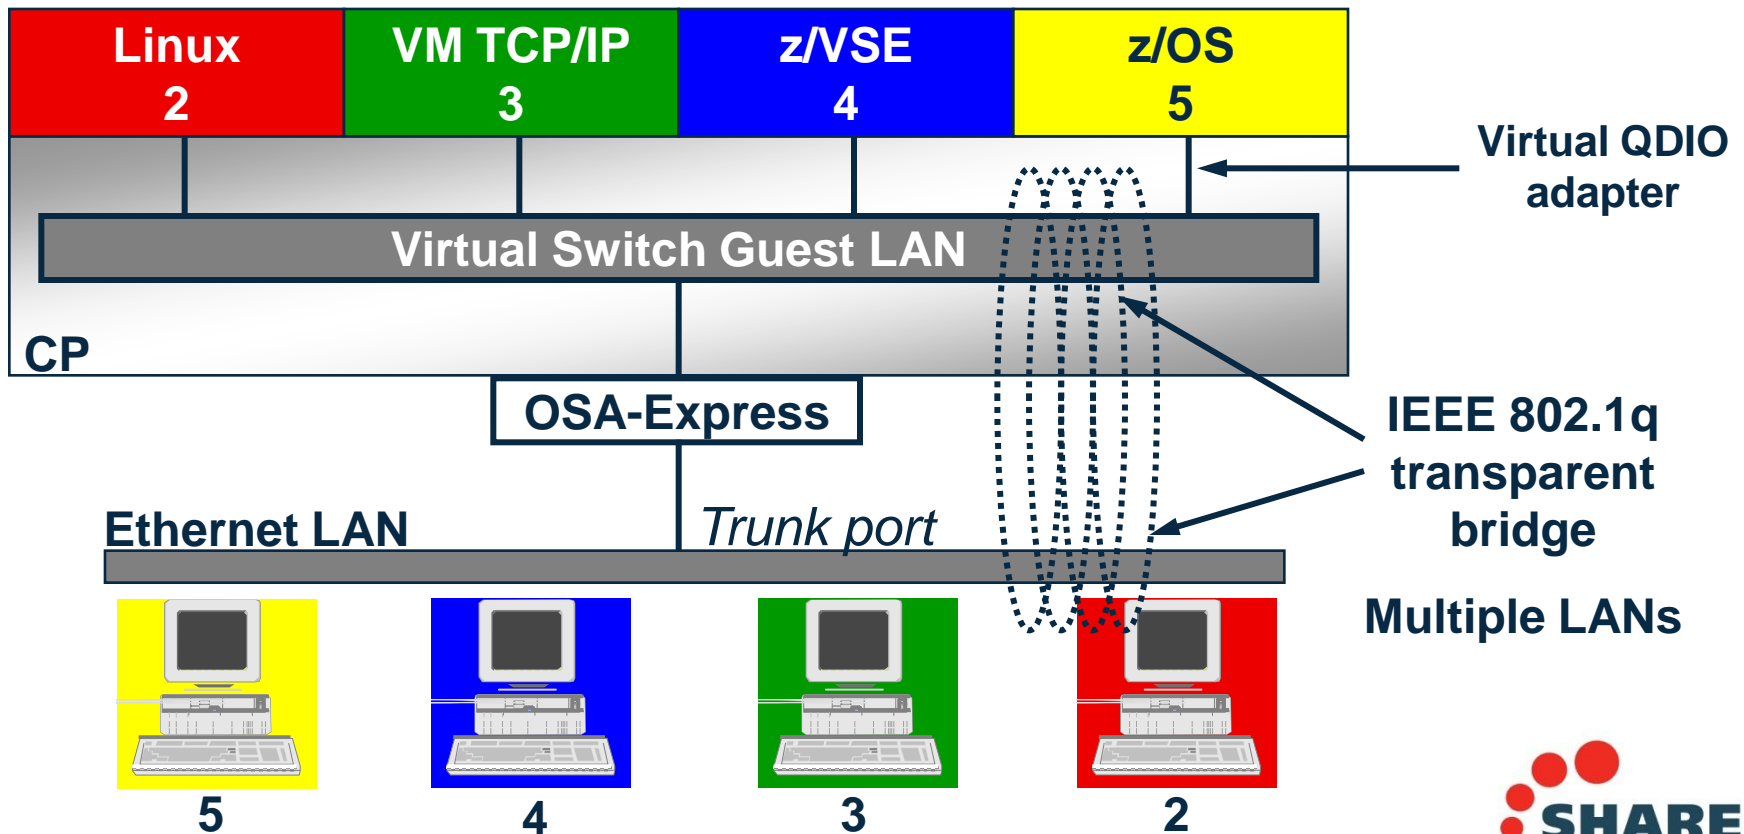 Linux
2
VM TCP/IP
3
z/VSE
4
z/OS
5
Virtual QDIO
adapter
Virtual Switch Guest LAN
CP
OSA-Express
IEEE 802.1q
transparent
bridge
Ethernet LAN
Trunk port
Multiple LANs
5
4
3
2
SHARE